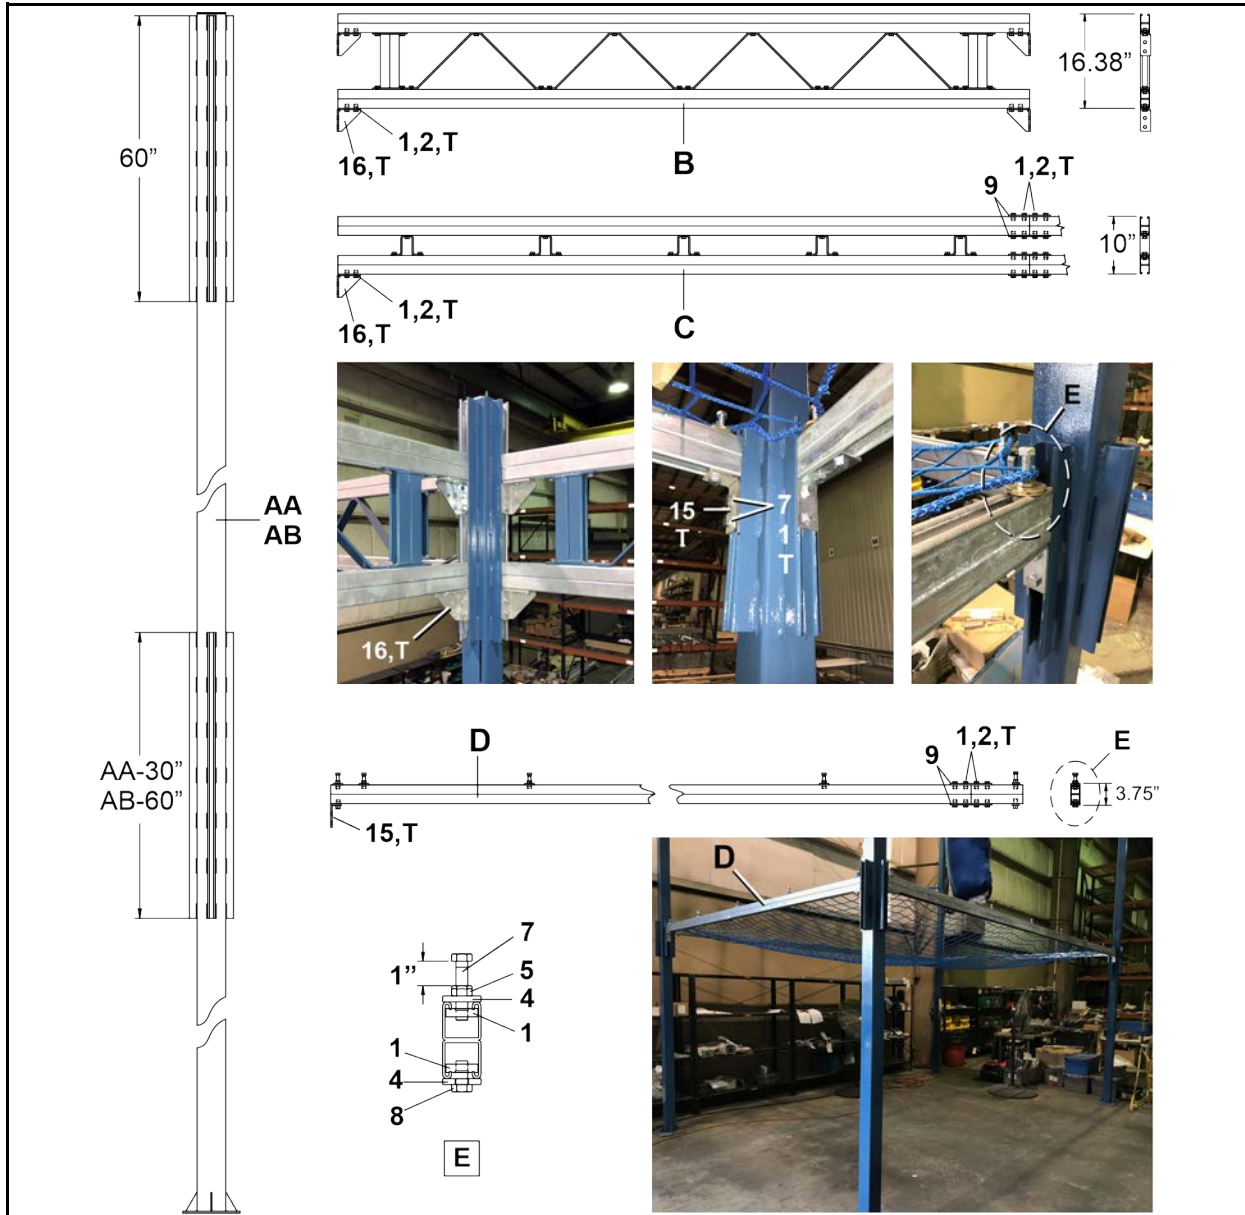 60”
AA
AB
AA-30”
AB-60”
16.38”
1,2,T
16,T
B
9
1,2,T
10”
1,2,T
16,T
C
16,T
15
T
7
1
T
E
D
9
1,2,T
E
3.75”
15,T
D
7
1”
5
4
1
1
4
8
E